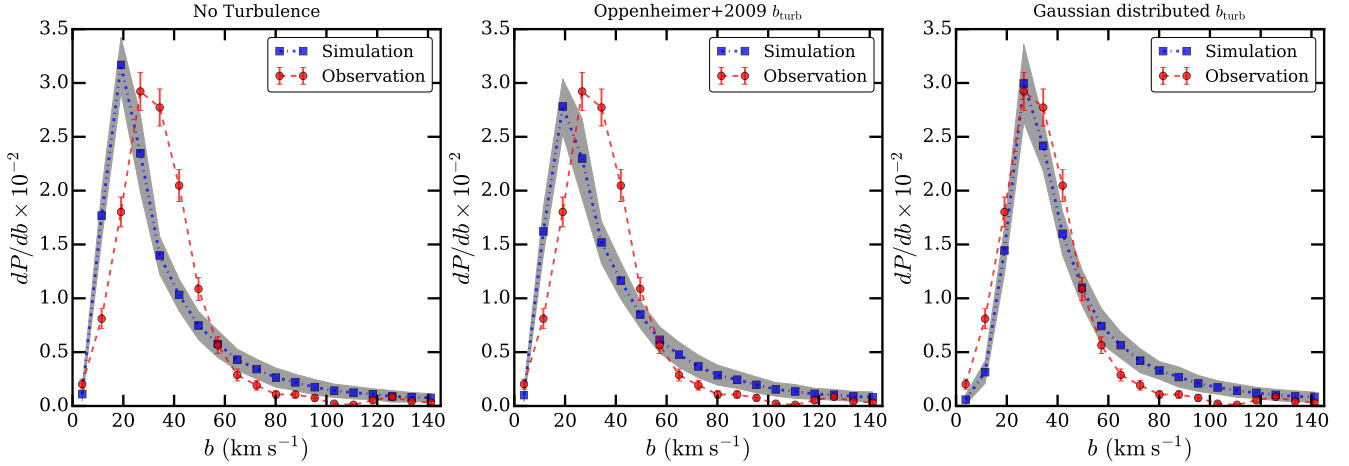 No Turbulence
3.5
3.0
2.5
2.0
1.5
1.0
0.5
0.0
dP/db × 10⁻²
0 20 40 60 80 100 120 140
b (km s⁻¹)
Simulation
Observation
Oppenheimer+2009 b_turb
3.5
3.0
2.5
2.0
1.5
1.0
0.5
0.0
dP/db × 10⁻²
0 20 40 60 80 100 120 140
b (km s⁻¹)
Simulation
Observation
Gaussian distributed b_turb
3.5
3.0
2.5
2.0
1.5
1.0
0.5
0.0
dP/db × 10⁻²
0 20 40 60 80 100 120 140
b (km s⁻¹)
Simulation
Observation